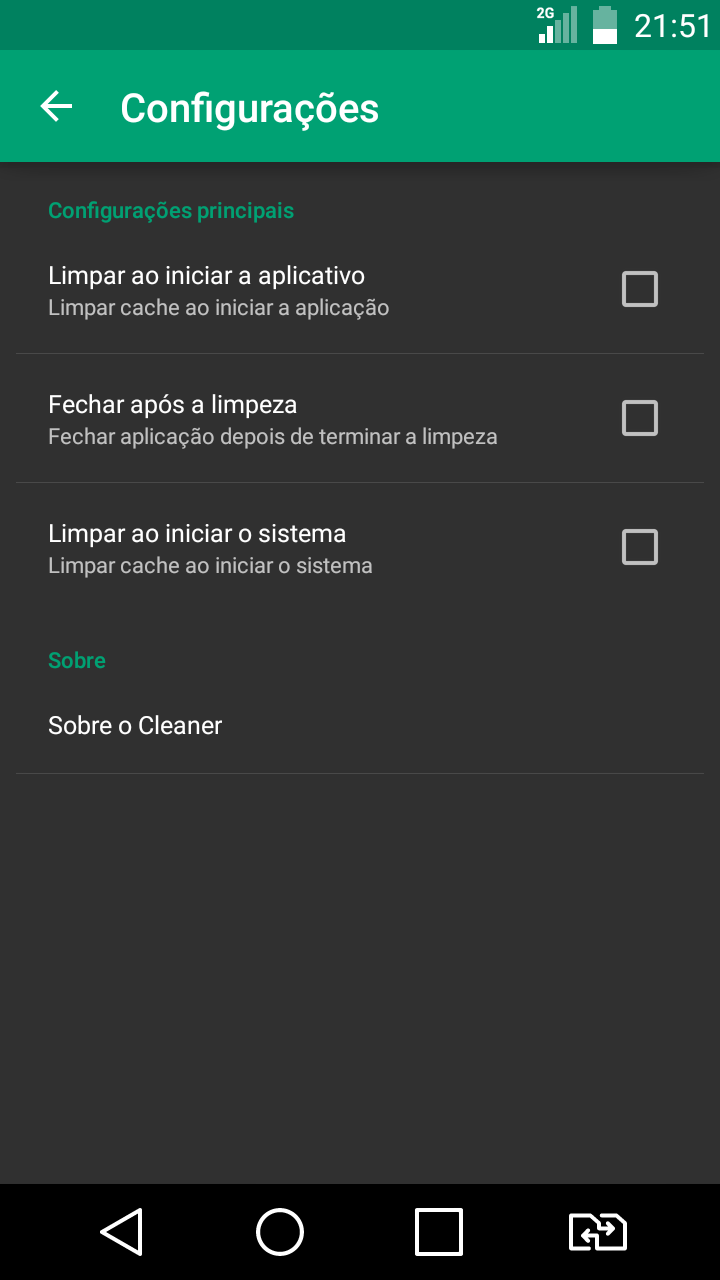 2G
21:51
Configurações
Configurações principais
Limpar ao iniciar a aplicativo
Limpar cache ao iniciar a aplicação
Fechar após a limpeza
Fechar aplicação depois de terminar a limpeza
Limpar ao iniciar o sistema
Limpar cache ao iniciar o sistema
Sobre
Sobre o Cleaner